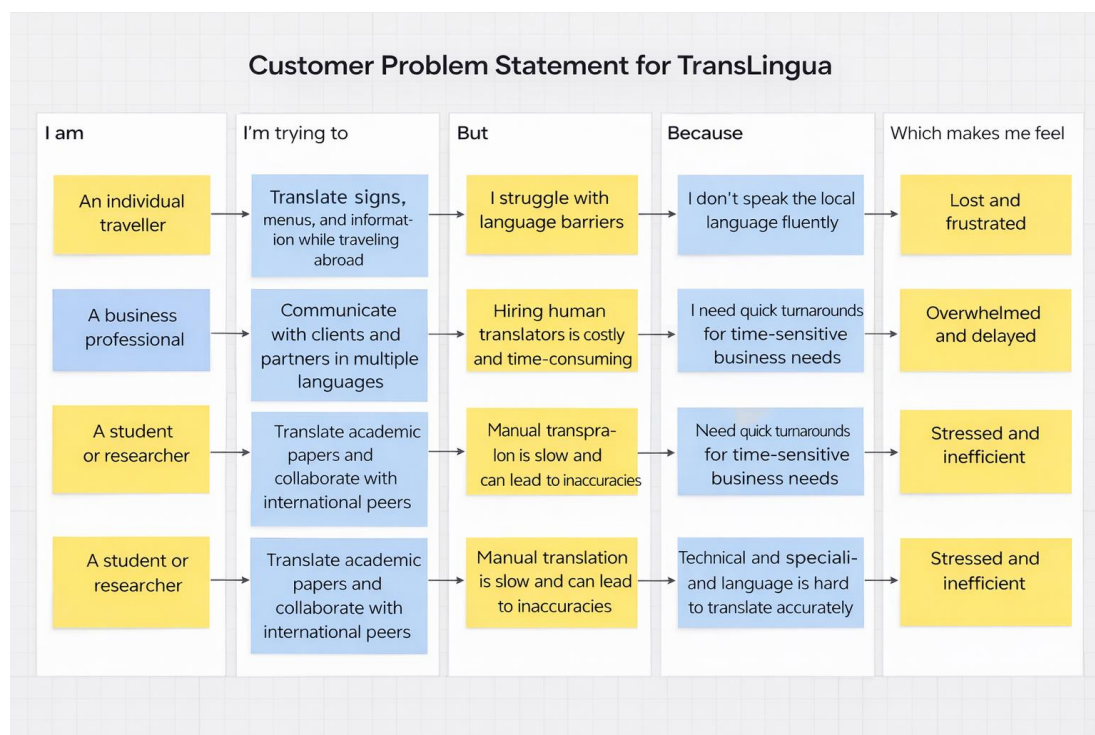 Customer Problem Statement for TransLingua
I am
I'm trying to
But
Because
Which makes me feel
An individual
traveller
Translate signs,
menus, and informat-
ion while traveling
abroad
I struggle with
language barriers
I don't speak the local
language fluently
Lost and
frustrated
A business
professional
Communicate
with clients and
partners in multiple
languages
Hiring human
translators is costly
and time-consuming
I need quick turnarounds
for time-sensitive
business needs
Overwhelmed
and delayed
A student
or researcher
Translate academic
papers and
collaborate with
international peers
Manual transpra-
lon is slow and
can lead to inaccuracies
Need quick turnarounds
for time-sensitive
business needs
Stressed and
inefficient
A student or
researcher
Translate academic
papers and
collaborate with
international peers
Manual translation
is slow and can lead
to inaccuracies
Technical and speciali-
and language is hard
to translate accurately
Stressed and
inefficient